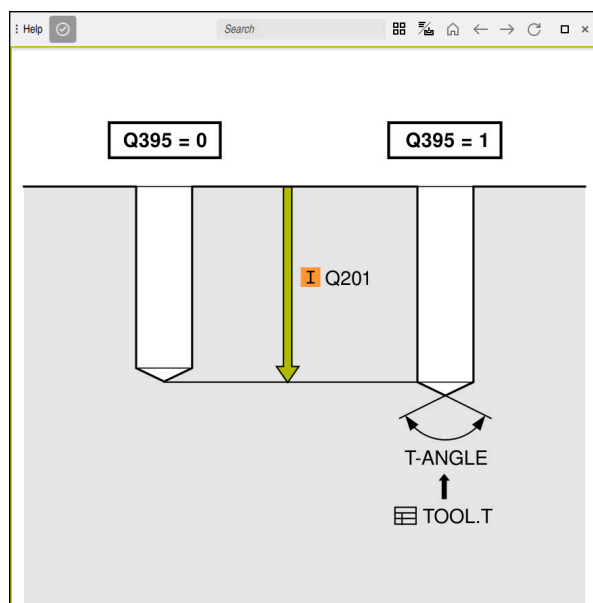 Help
Search
Q395 = 0
Q395 = 1
I Q201
T-ANGLE
TOOL.T